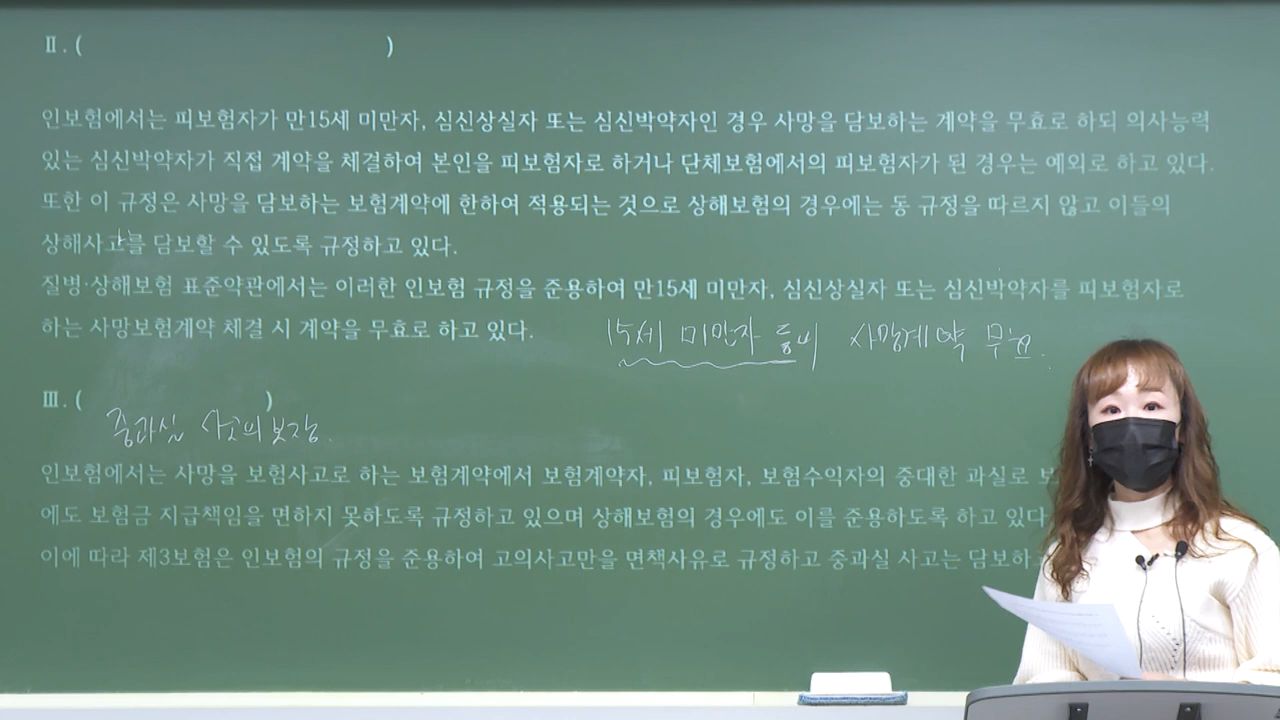 Ⅱ. ( )
인보험에서는 피보험자가 만15세 미만자, 심신상실자 또는 심신박약자인 경우 사망을 담보하는 계약을 무효로 하되 의사능력
있는 심신박약자가 직접 계약을 체결하여 본인을 피보험자로 하거나 단체보험에서의 피보험자가 된 경우는 예외로 하고 있다.
또한 이 규정은 사망을 담보하는 보험계약에 한하여 적용되는 것으로 상해보험의 경우에는 동 규정을 따르지 않고 이들의
상해사고를 담보할 수 있도록 규정하고 있다.
질병·상해보험 표준약관에서는 이러한 인보험 규정을 준용하여 만15세 미만자, 심신상실자 또는 심신박약자를 피보험자로
하는 사망보험계약 체결 시 계약을 무효로 하고 있다.
15세 미만자 등의 사망계약 무효.
Ⅲ. ( )
중과실 사고의 보장.
인보험에서는 사망을 보험사고로 하는 보험계약에서 보험계약자, 피보험자, 보험수익자의 중대한 과실로
에도 보험금 지급책임을 면하지 못하도록 규정하고 있으며 상해보험의 경우에도 이를 준용하도록 하고 있다
이에 따라 제3보험은 인보험의 규정을 준용하여 고의사고만을 면책사유로 규정하고 중과실 사고는 담보하